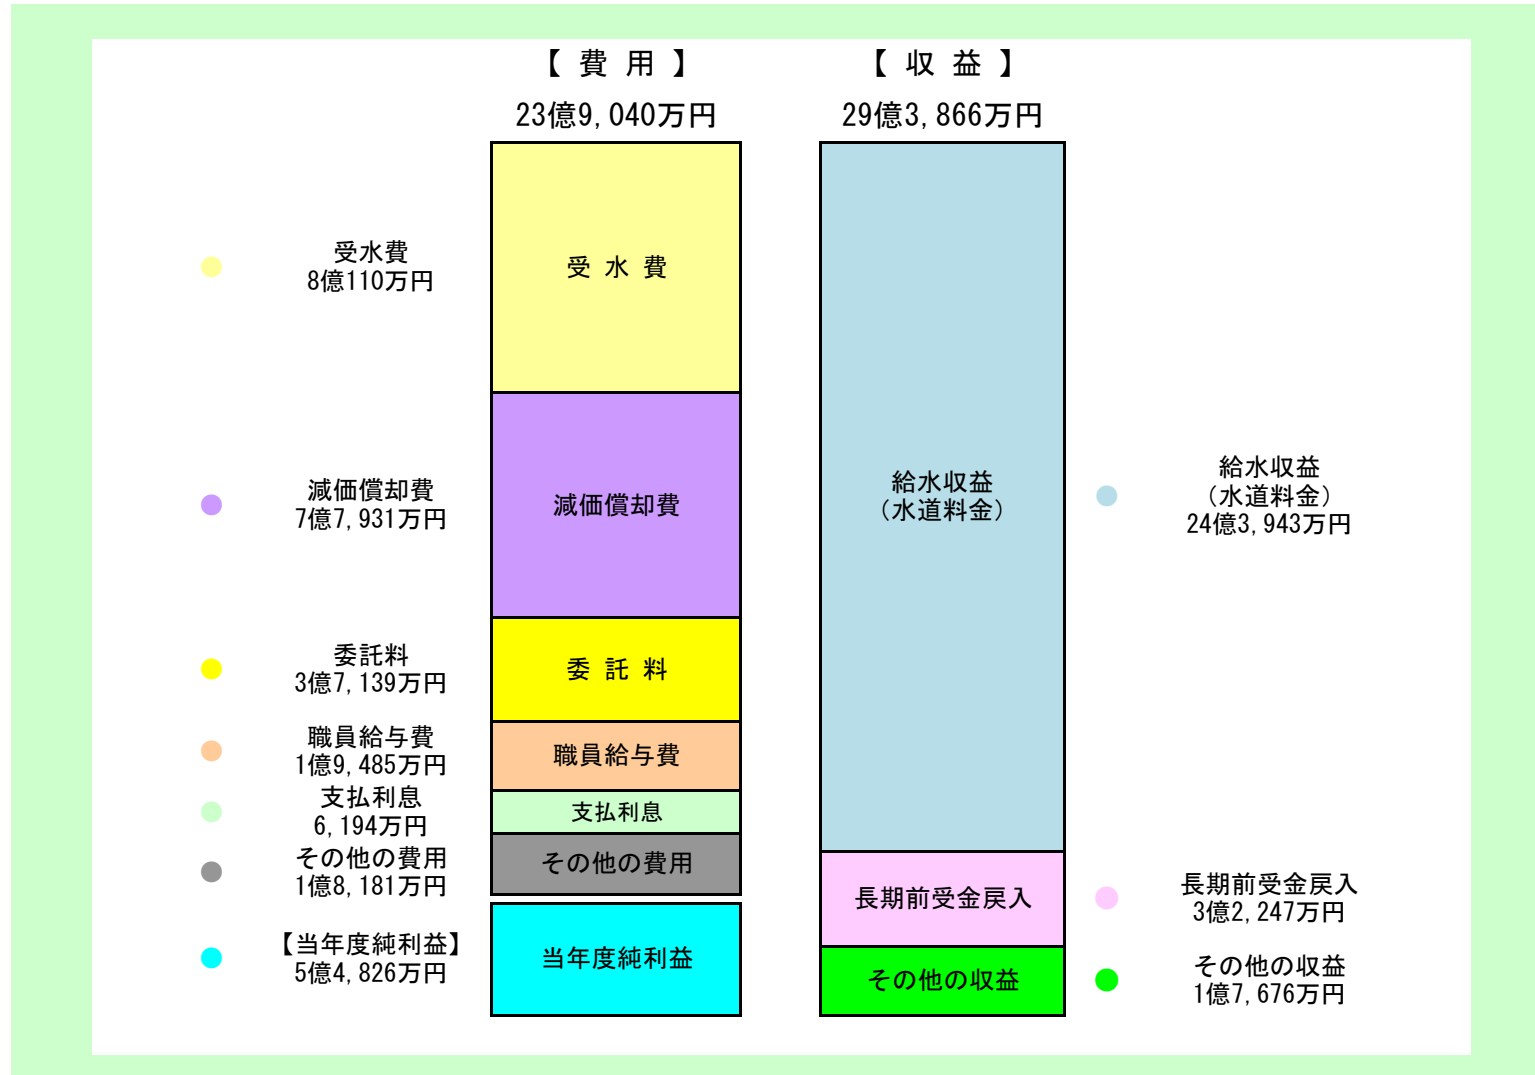 【 費 用 】
23億9,040万円
【 収 益 】
29億3,866万円
受水費
8億110万円
減価償却費
7億7,931万円
委託料
3億7,139万円
職員給与費
1億9,485万円
支払利息
6,194万円
その他の費用
1億8,181万円
【当年度純利益】
5億4,826万円
受 水 費
減価償却費
委 託 料
職員給与費
支払利息
その他の費用
当年度純利益
給水収益
（水道料金）
長期前受金戻入
その他の収益
給水収益
（水道料金）
24億3,943万円
長期前受金戻入
3億2,247万円
その他の収益
1億7,676万円